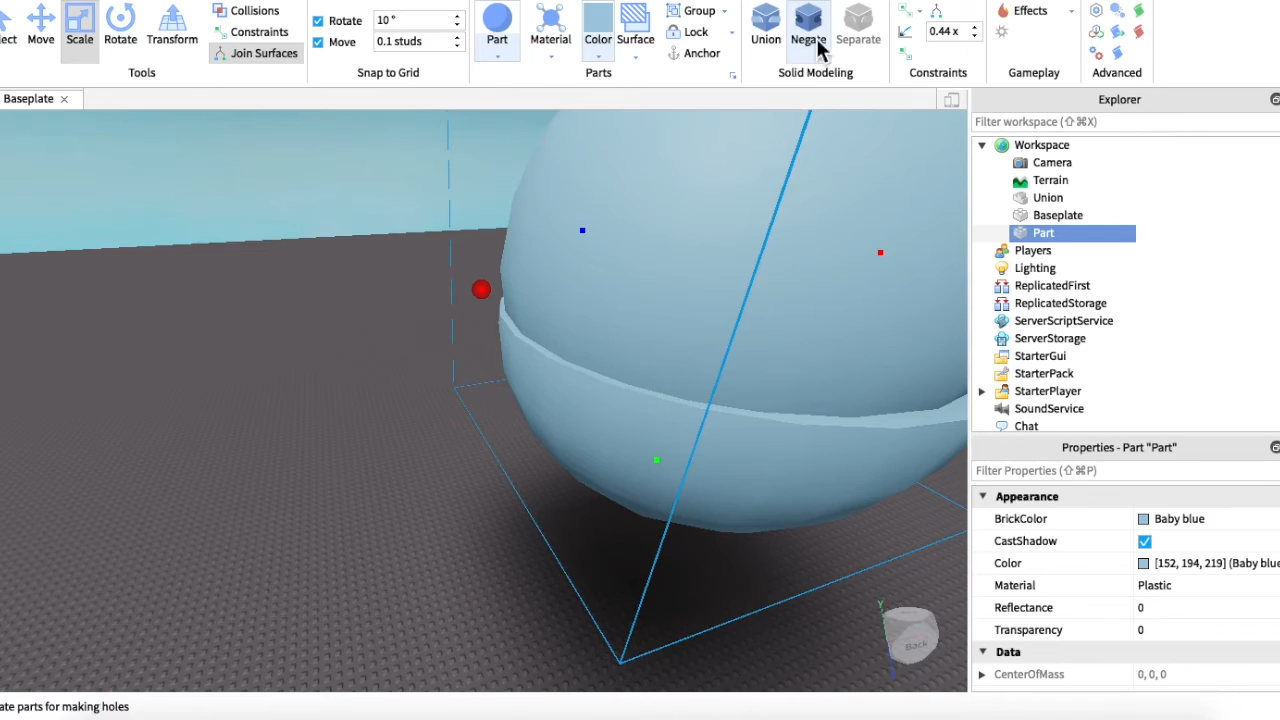 ect
Move
Scale
Rotate
Transform
Collisions
Constraints
Join Surfaces
Tools
Rotate 10 °
Move 0.1 studs
Snap to Grid
Part
Material
Color
Surface
Group
Lock
Anchor
Parts
Union
Negate
Separate
Solid Modeling
0.44 x
Constraints
Effects
Gameplay
Advanced
Baseplate
Explorer
Filter workspace (⇧⌘X)
Workspace
Camera
Terrain
Union
Baseplate
Part
Players
Lighting
ReplicatedFirst
ReplicatedStorage
ServerScriptService
ServerStorage
StarterGui
StarterPack
StarterPlayer
SoundService
Chat
Properties - Part "Part"
Filter Properties (⇧⌘P)
Appearance
BrickColor Baby blue
CastShadow
Color [152, 194, 219] (Baby blue
Material Plastic
Reflectance 0
Transparency 0
Data
CenterOfMass 0, 0, 0
Y
Back
ate parts for making holes